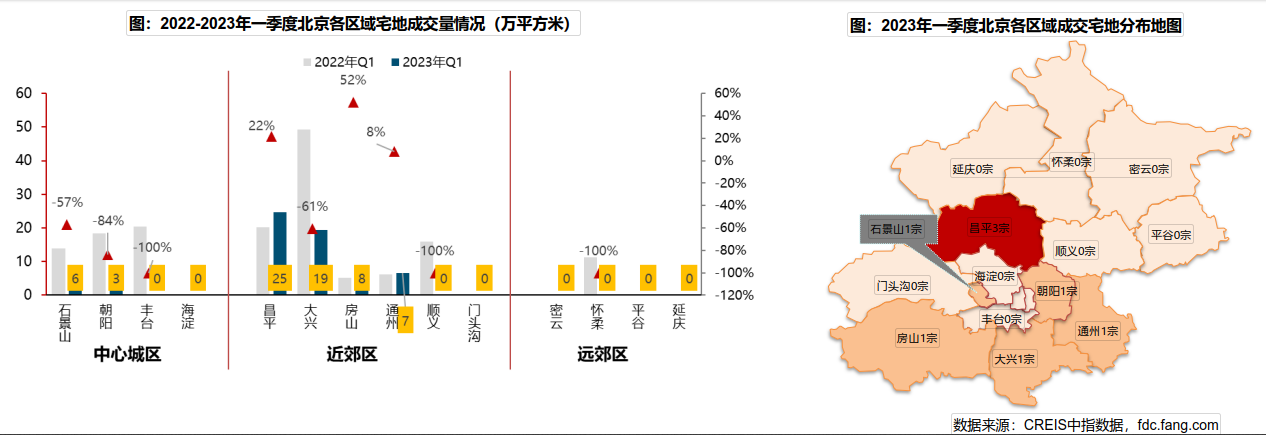 图：2022-2023年一季度北京各区域宅地成交量情况（万平方米）
2022年Q1 2023年Q1
60
50
40
30
20
10
0
60%
40%
20%
0%
-20%
-40%
-60%
-80%
-100%
-120%
-57%
-84%
-100%
22%
-61%
52%
8%
-100%
-100%
6 3 0 0
25 19 8 7 0 0
0 0 0 0
石景山 朝阳 丰台 海淀
昌平 大兴 房山 通州 顺义 门头沟
密云 怀柔 平谷 延庆
中心城区 近郊区 远郊区
图：2023年一季度北京各区域成交宅地分布地图
延庆0宗
怀柔0宗
密云0宗
石景山1宗
昌平3宗
平谷0宗
顺义0宗
海淀0宗
门头沟0宗
朝阳1宗
丰台0宗
通州1宗
房山1宗
大兴1宗
数据来源：CREIS中指数据，fdc.fang.com